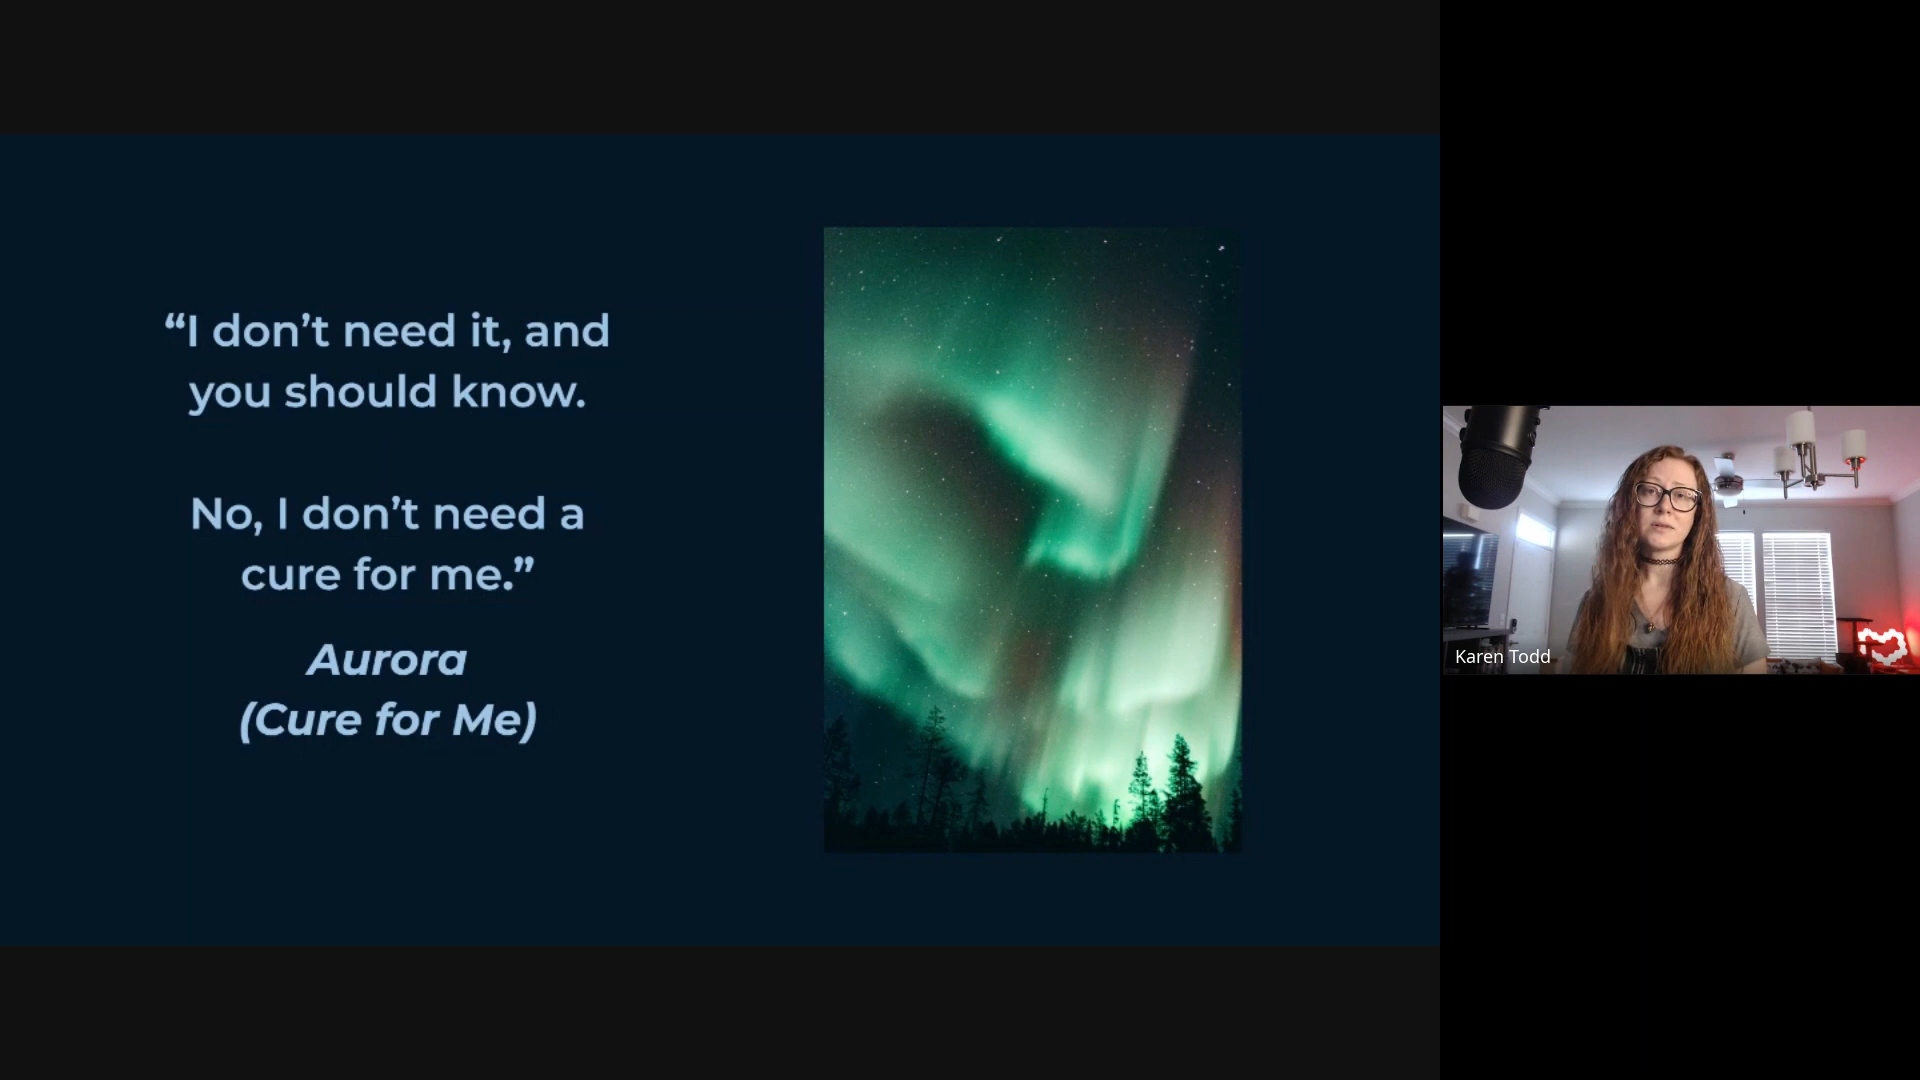 “I don’t need it, and
you should know.
No, I don’t need a
cure for me.”
Aurora
(Cure for Me)
Karen Todd